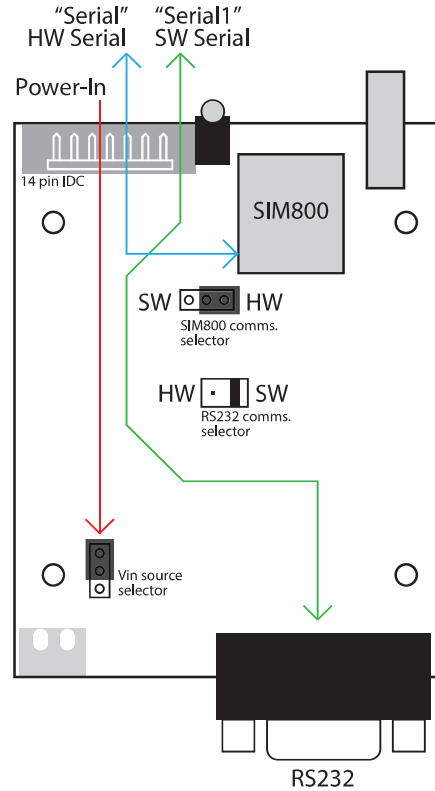 “Serial”
HW Serial
“Serial1”
SW Serial
Power-In
14 pin IDC
SIM800
SW
HW
SIM800 comms.
selector
HW
SW
RS232 comms.
selector
Vin source
selector
RS232